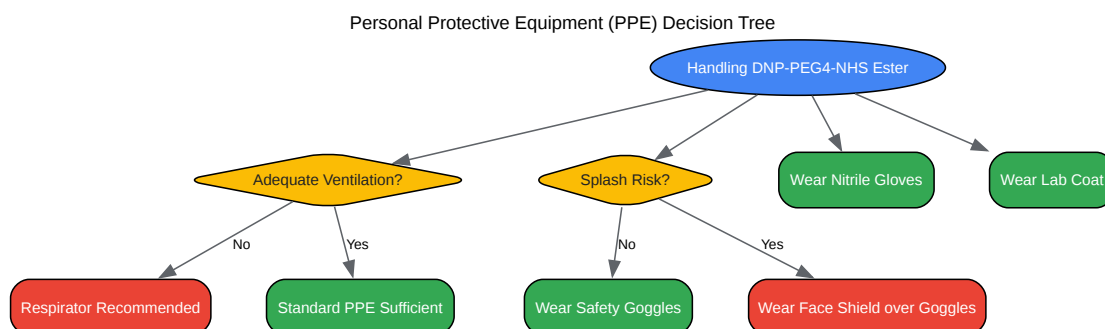 Personal Protective Equipment (PPE) Decision Tree
Handling DNP-PEG4-NHS Ester
Adequate Ventilation?
Splash Risk?
Wear Nitrile Gloves
Wear Lab Coat
No
Yes
No
Yes
Respirator Recommended
Standard PPE Sufficient
Wear Safety Goggles
Wear Face Shield over Goggles